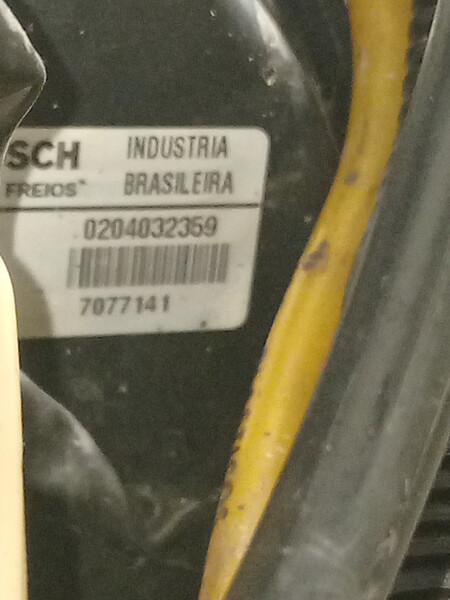 SCH INDUSTRIA
FREIOS BRASILEIRA
0204032359
7077141